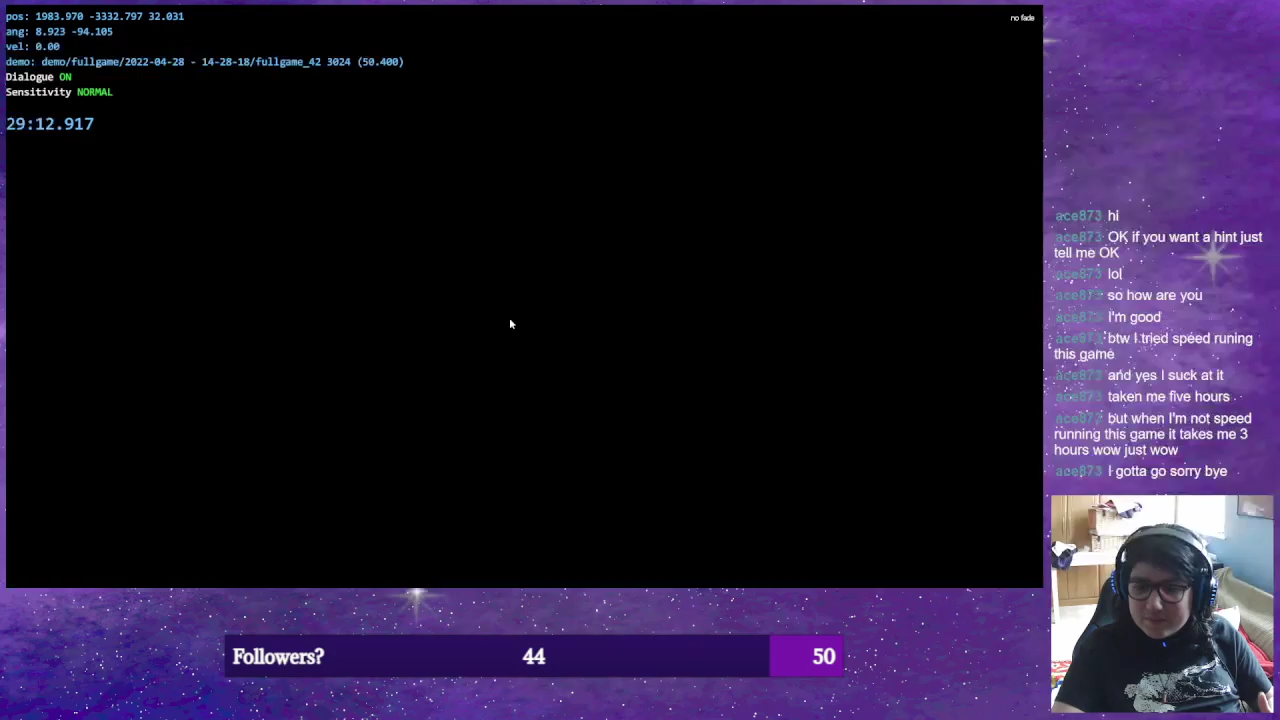 pos: 1983.970 -3332.797 32.031
no fade
ang: 8.923 -94.105
vel: 0.00
demo: demo/fullgame/2022-04-28 - 14-28-18/fullgame_42 3024 (50.400)
Dialogue ON
Sensitivity NORMAL
29:12.917
ace873 hi
ace873 OK if you want a hint just
tell me OK
ace873 lol
ace873 so how are you
ace873 I'm good
ace873 btw I tried speed runing
this game
ace873 and yes I suck at it
ace873 taken me five hours
ace873 but when I'm not speed
running this game it takes me 3
hours wow just wow
ace873 I gotta go sorry bye
Followers? 44 50